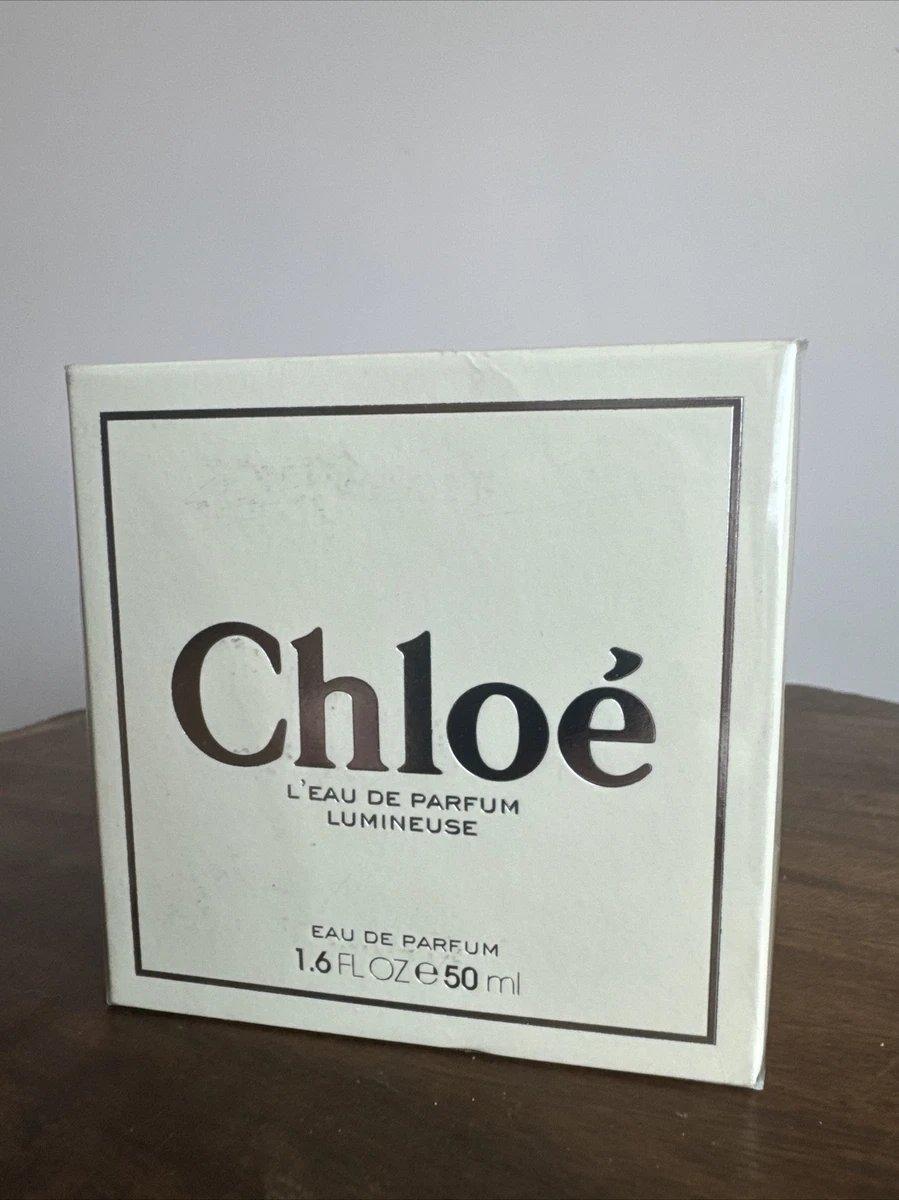 Chloé
L'EAU DE PARFUM
LUMINEUSE
EAU DE PARFUM
1.6 FL OZ e 50 ml